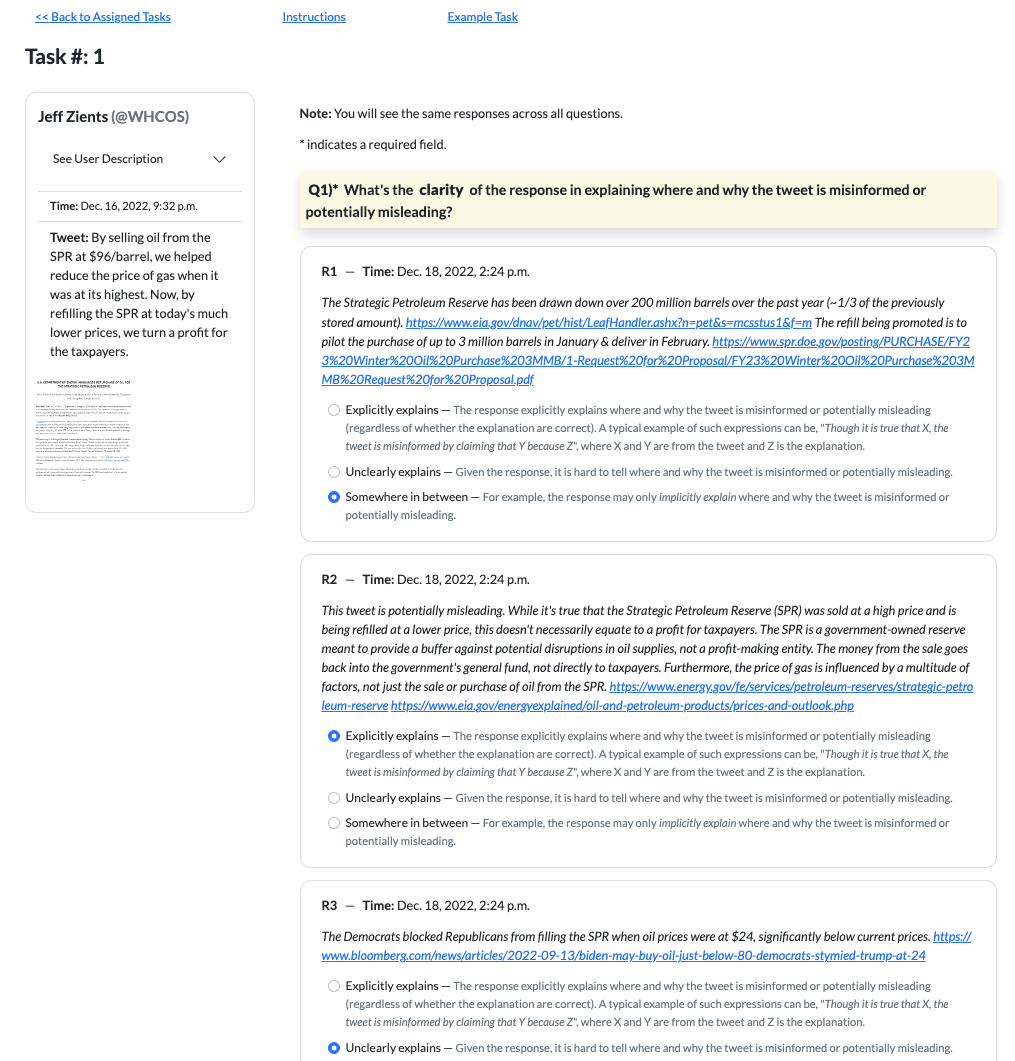 << Back to Assigned Tasks
Instructions
Example Task
Task #: 1
Jeff Zients (@WHCOS)
See User Description
Time: Dec. 16, 2022, 9:32 p.m.
Tweet: By selling oil from the
SPR at $96/barrel, we helped
reduce the price of gas when it
was at its highest. Now, by
refilling the SPR at today's much
lower prices, we turn a profit for
the taxpayers.
Note: You will see the same responses across all questions.
* indicates a required field.
Q1)* What's the clarity of the response in explaining where and why the tweet is misinformed or
potentially misleading?
R1 — Time: Dec. 18, 2022, 2:24 p.m.
The Strategic Petroleum Reserve has been drawn down over 200 million barrels over the past year (~1/3 of the previously
stored amount). https://www.eia.gov/dnav/pet/hist/LeafHandler.ashx?n=pet&s=mcsstus1&f=m The refill being promoted is to
pilot the purchase of up to 3 million barrels in January & deliver in February. https://www.spr.doe.gov/posting/PURCHASE/FY2
3%20Winter%20Oil%20Purchase%203MMB/1-Request%20for%20Proposal/FY23%20Winter%20Oil%20Purchase%203M
MB%20Request%20for%20Proposal.pdf
Explicitly explains — The response explicitly explains where and why the tweet is misinformed or potentially misleading
(regardless of whether the explanation are correct). A typical example of such expressions can be, "Though it is true that X, the
tweet is misinformed by claiming that Y because Z", where X and Y are from the tweet and Z is the explanation.
Unclearly explains — Given the response, it is hard to tell where and why the tweet is misinformed or potentially misleading.
Somewhere in between — For example, the response may only implicitly explain where and why the tweet is misinformed or
potentially misleading.
R2 — Time: Dec. 18, 2022, 2:24 p.m.
This tweet is potentially misleading. While it's true that the Strategic Petroleum Reserve (SPR) was sold at a high price and is
being refilled at a lower price, this doesn't necessarily equate to a profit for taxpayers. The SPR is a government-owned reserve
meant to provide a buffer against potential disruptions in oil supplies, not a profit-making entity. The money from the sale goes
back into the government's general fund, not directly to taxpayers. Furthermore, the price of gas is influenced by a multitude of
factors, not just the sale or purchase of oil from the SPR. https://www.energy.gov/fe/services/petroleum-reserves/strategic-petro
leum-reserve https://www.eia.gov/energyexplained/oil-and-petroleum-products/prices-and-outlook.php
Explicitly explains — The response explicitly explains where and why the tweet is misinformed or potentially misleading
(regardless of whether the explanation are correct). A typical example of such expressions can be, "Though it is true that X, the
tweet is misinformed by claiming that Y because Z", where X and Y are from the tweet and Z is the explanation.
Unclearly explains — Given the response, it is hard to tell where and why the tweet is misinformed or potentially misleading.
Somewhere in between — For example, the response may only implicitly explain where and why the tweet is misinformed or
potentially misleading.
R3 — Time: Dec. 18, 2022, 2:24 p.m.
The Democrats blocked Republicans from filling the SPR when oil prices were at $24, significantly below current prices. https://
www.bloomberg.com/news/articles/2022-09-13/biden-may-buy-oil-just-below-80-democrats-stymied-trump-at-24
Explicitly explains — The response explicitly explains where and why the tweet is misinformed or potentially misleading
(regardless of whether the explanation are correct). A typical example of such expressions can be, "Though it is true that X, the
tweet is misinformed by claiming that Y because Z", where X and Y are from the tweet and Z is the explanation.
Unclearly explains — Given the response, it is hard to tell where and why the tweet is misinformed or potentially misleading.